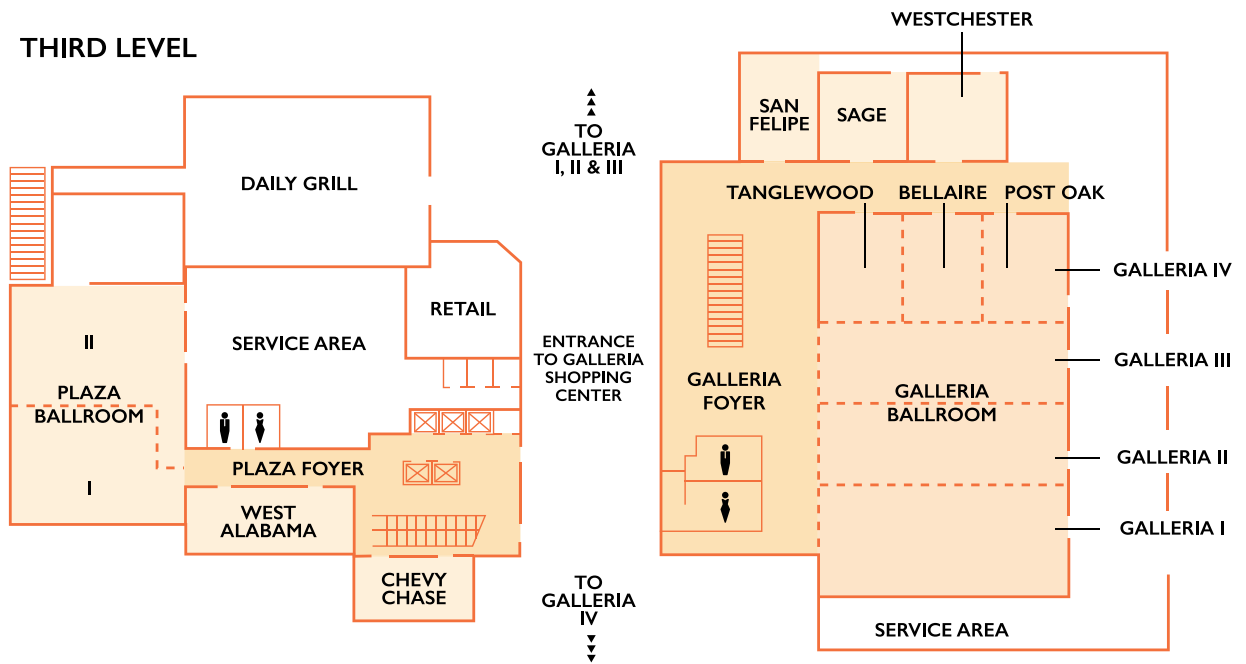 THIRD LEVEL
DAILY GRILL
RETAIL
SERVICE AREA
II
PLAZA
BALLROOM
I
PLAZA FOYER
WEST
ALABAMA
CHEVY
CHASE
TO
GALLERIA
I, II & III
ENTRANCE
TO GALLERIA
SHOPPING
CENTER
TO
GALLERIA
IV
WESTCHESTER
SAN
FELIPE
SAGE
TANGLEWOOD
BELLAIRE
POST OAK
GALLERIA IV
GALLERIA III
GALLERIA
FOYER
GALLERIA
BALLROOM
GALLERIA II
GALLERIA I
SERVICE AREA